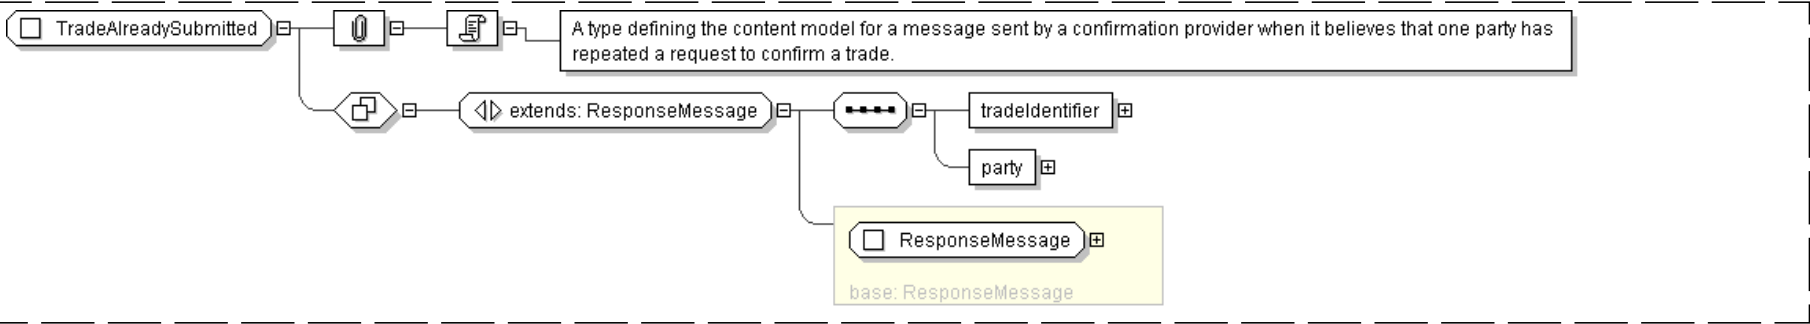 TradeAlreadySubmitted
A type defining the content model for a message sent by a confirmation provider when it believes that one party has
repeated a request to confirm a trade.
extends: ResponseMessage
tradeIdentifier
party
ResponseMessage
base: ResponseMessage